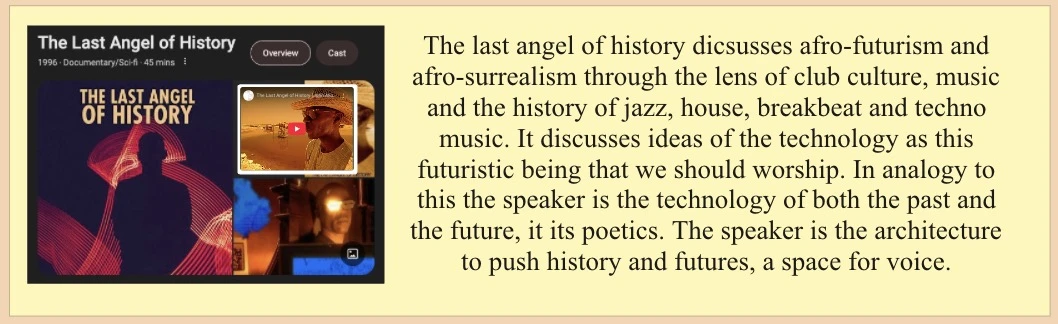 The Last Angel of History
Overview
Cast
1996 · Documentary/Sci-fi · 45 mins
THE LAST ANGEL
OF HISTORY
The Last Angel of History
The last angel of history dicsusses afro-futurism and
afro-surrealism through the lens of club culture, music
and the history of jazz, house, breakbeat and techno
music. It discusses ideas of the technology as this
futuristic being that we should worship. In analogy to
this the speaker is the technology of both the past and
the future, it its poetics. The speaker is the architecture
to push history and futures, a space for voice.